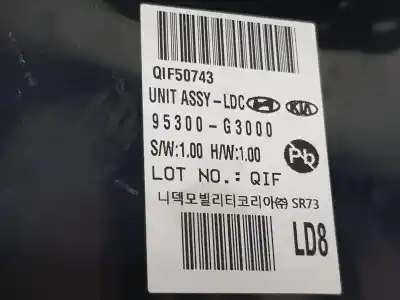 QIF50743
UNIT ASSY-LDC KIA
95300-G3000
S/W:1.00 H/W:1.00
Pb
LOT NO.: QIF
니덱모빌리티코리아㈜ SR73
LD8